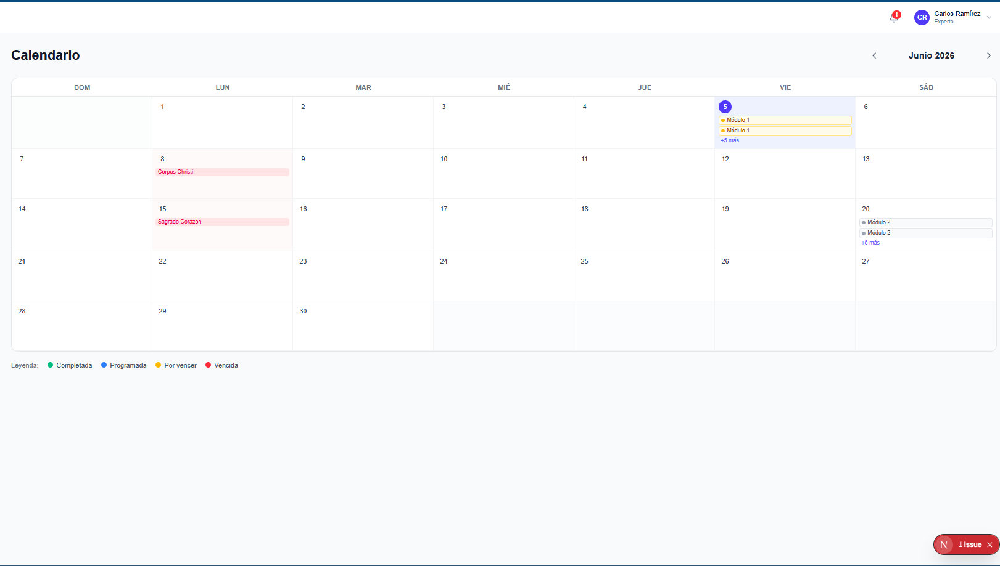 1
CR
Carlos Ramírez
Experto
Calendario
Junio 2026
DOM LUN MAR MIÉ JUE VIE SÁB
1 2 3 4 5 6
Módulo 1
Módulo 1
+5 más
7 8 9 10 11 12 13
Corpus Christi
14 15 16 17 18 19 20
Sagrado Corazón
Módulo 2
Módulo 2
+5 más
21 22 23 24 25 26 27
28 29 30
Leyenda: Completada Programada Por vencer Vencida
N 1 Issue